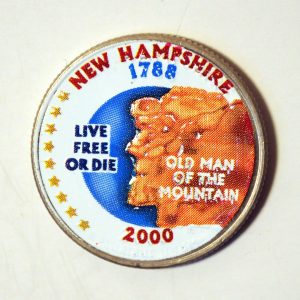 NEW HAMPSHIRE
1788
LIVE
FREE
OR DIE
OLD MAN
OF THE
MOUNTAIN
2000